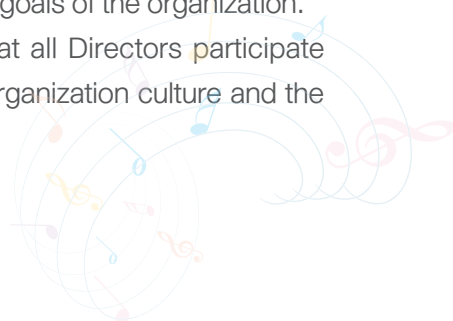 goals of the organization.
at all Directors participate
rganization culture and the